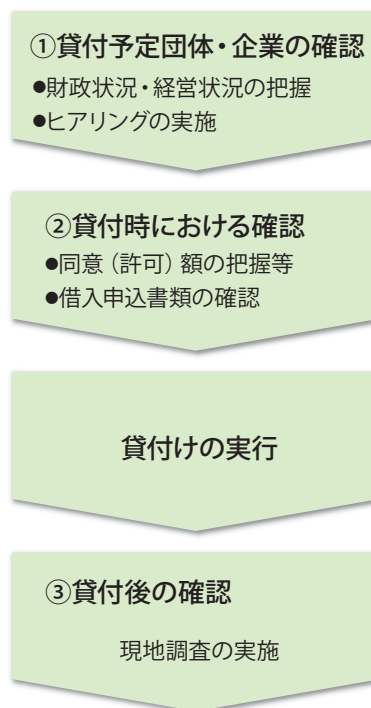 ①貸付予定団体・企業の確認
●財政状況・経営状況の把握
●ヒアリングの実施
②貸付時における確認
●同意（許可）額の把握等
●借入申込書類の確認
貸付けの実行
③貸付後の確認
現地調査の実施